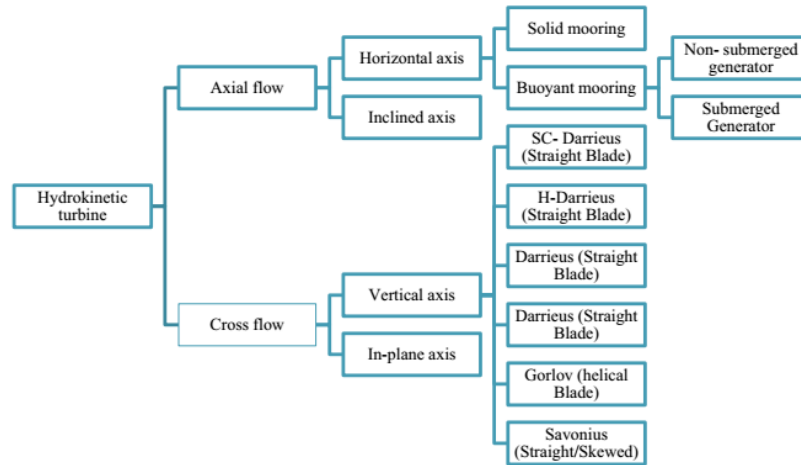 Solid mooring
Non- submerged
generator
Horizontal axis
Axial flow
Buoyant mooring
Inclined axis
Submerged
Generator
SC- Darrieus
(Straight Blade)
Hydrokinetic
turbine
H-Darrieus
(Straight Blade)
Darrieus (Straight
Blade)
Vertical axis
Cross flow
Darrieus (Straight
Blade)
In-plane axis
Gorlov (helical
Blade)
Savonius
(Straight/Skewed)